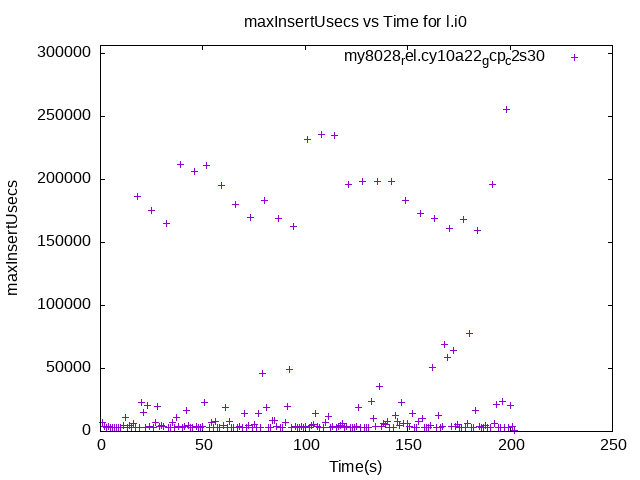 maxInsertUsecs vs Time for l.i0
my8028rel.cy10a22gcpc2s30
maxInsertUsecs
300000
250000
200000
150000
100000
50000
0
0 50 100 150 200 250
Time(s)